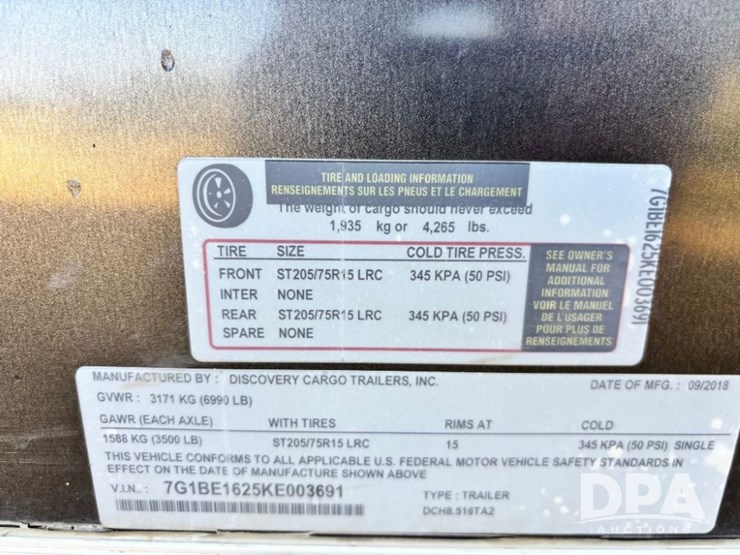 TIRE AND LOADING INFORMATION
RENSEIGNEMENTS SUR LES PNEUS ET LE CHARGEMENT
The weight of cargo should never exceed
1,935 kg or 4,265 lbs.
TIRE SIZE COLD TIRE PRESS.
FRONT ST205/75R15 LRC 345 KPA (50 PSI)
INTER NONE
REAR ST205/75R15 LRC 345 KPA (50 PSI)
SPARE NONE
SEE OWNER'S
MANUAL FOR
ADDITIONAL
INFORMATION
VOIR LE MANUEL
DE L'USAGER
POUR PLUS DE
RENSEIGNEMENTS
7G1BE1625KE003691
MANUFACTURED BY : DISCOVERY CARGO TRAILERS, INC. DATE OF MFG. : 09/2018
GVWR : 3171 KG (6990 LB)
GAWR (EACH AXLE) WITH TIRES RIMS AT COLD
1588 KG (3500 LB) ST205/75R15 LRC 15 345 KPA (50 PSI) SINGLE
THIS VEHICLE CONFORMS TO ALL APPLICABLE U.S. FEDERAL MOTOR VEHICLE SAFETY STANDARDS IN
EFFECT ON THE DATE OF MANUFACTURE SHOWN ABOVE
V.I.N.: 7G1BE1625KE003691 TYPE : TRAILER
DCH8.516TA2
DPA
AUCTIONS